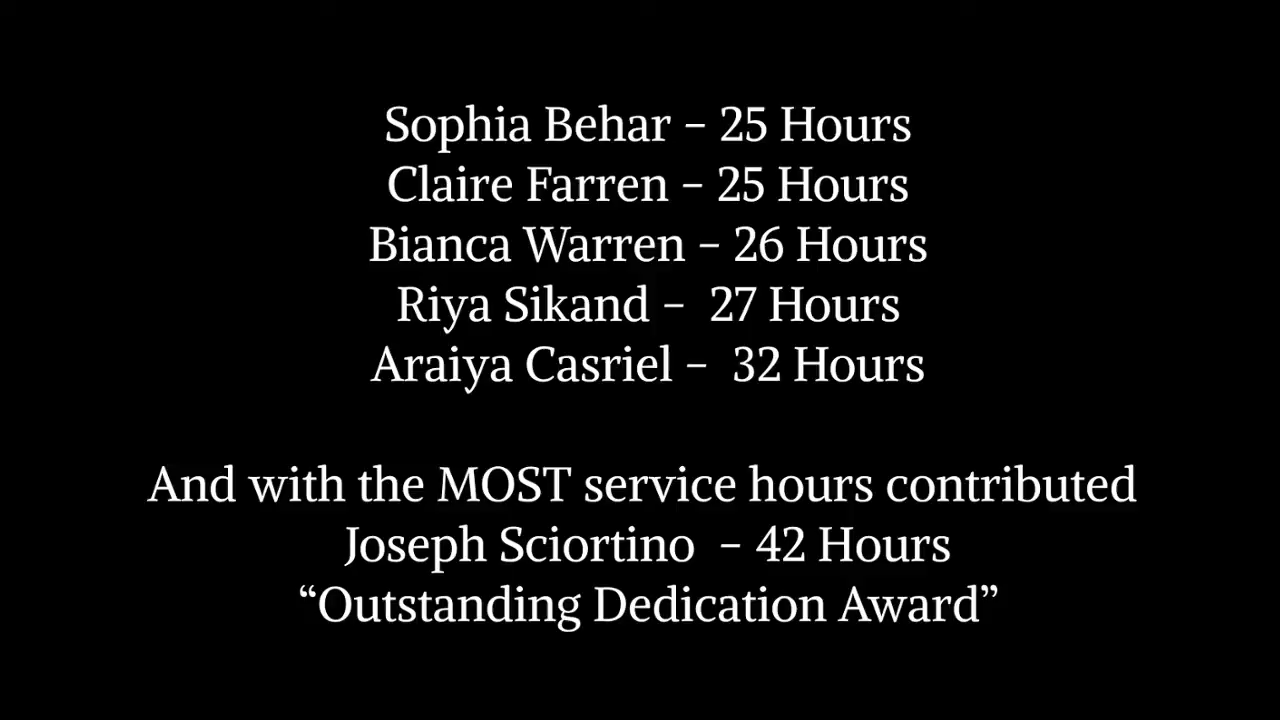 Sophia Behar – 25 Hours
Claire Farren – 25 Hours
Bianca Warren – 26 Hours
Riya Sikand –  27 Hours
Araiya Casriel –  32 Hours
And with the MOST service hours contributed
Joseph Sciortino  – 42 Hours
“Outstanding Dedication Award”